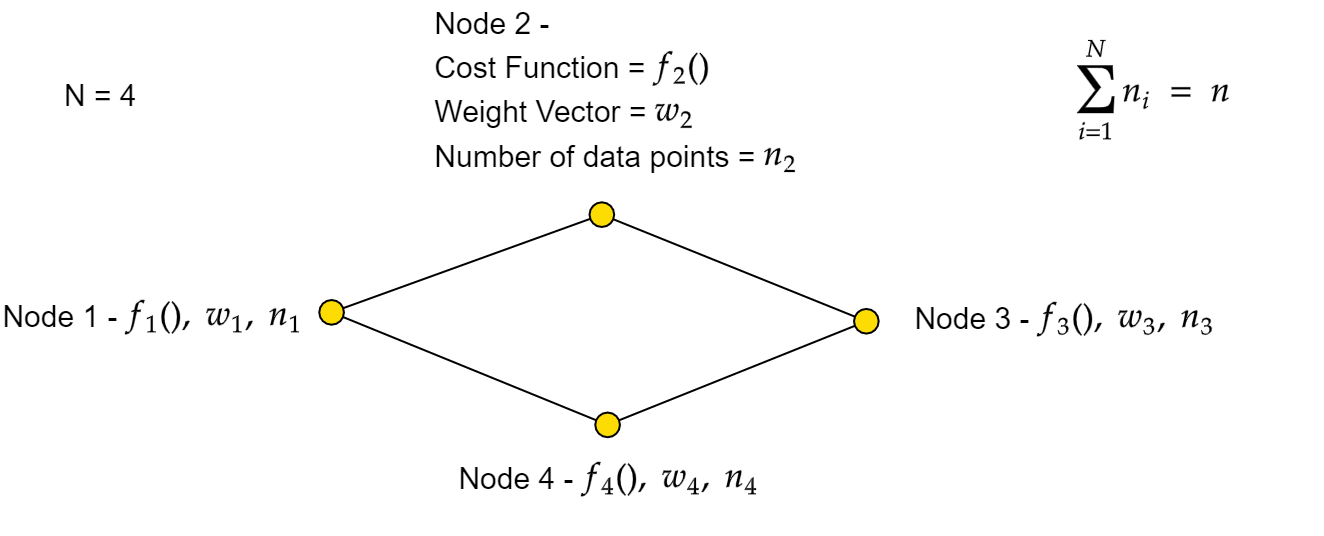 Node 2 -
Cost Function = f₂()
N = 4
Weight Vector = w₂
Number of data points = n₂
N
∑ nᵢ = n
i=1
Node 1 - f₁(), w₁, n₁
Node 3 - f₃(), w₃, n₃
Node 4 - f₄(), w₄, n₄